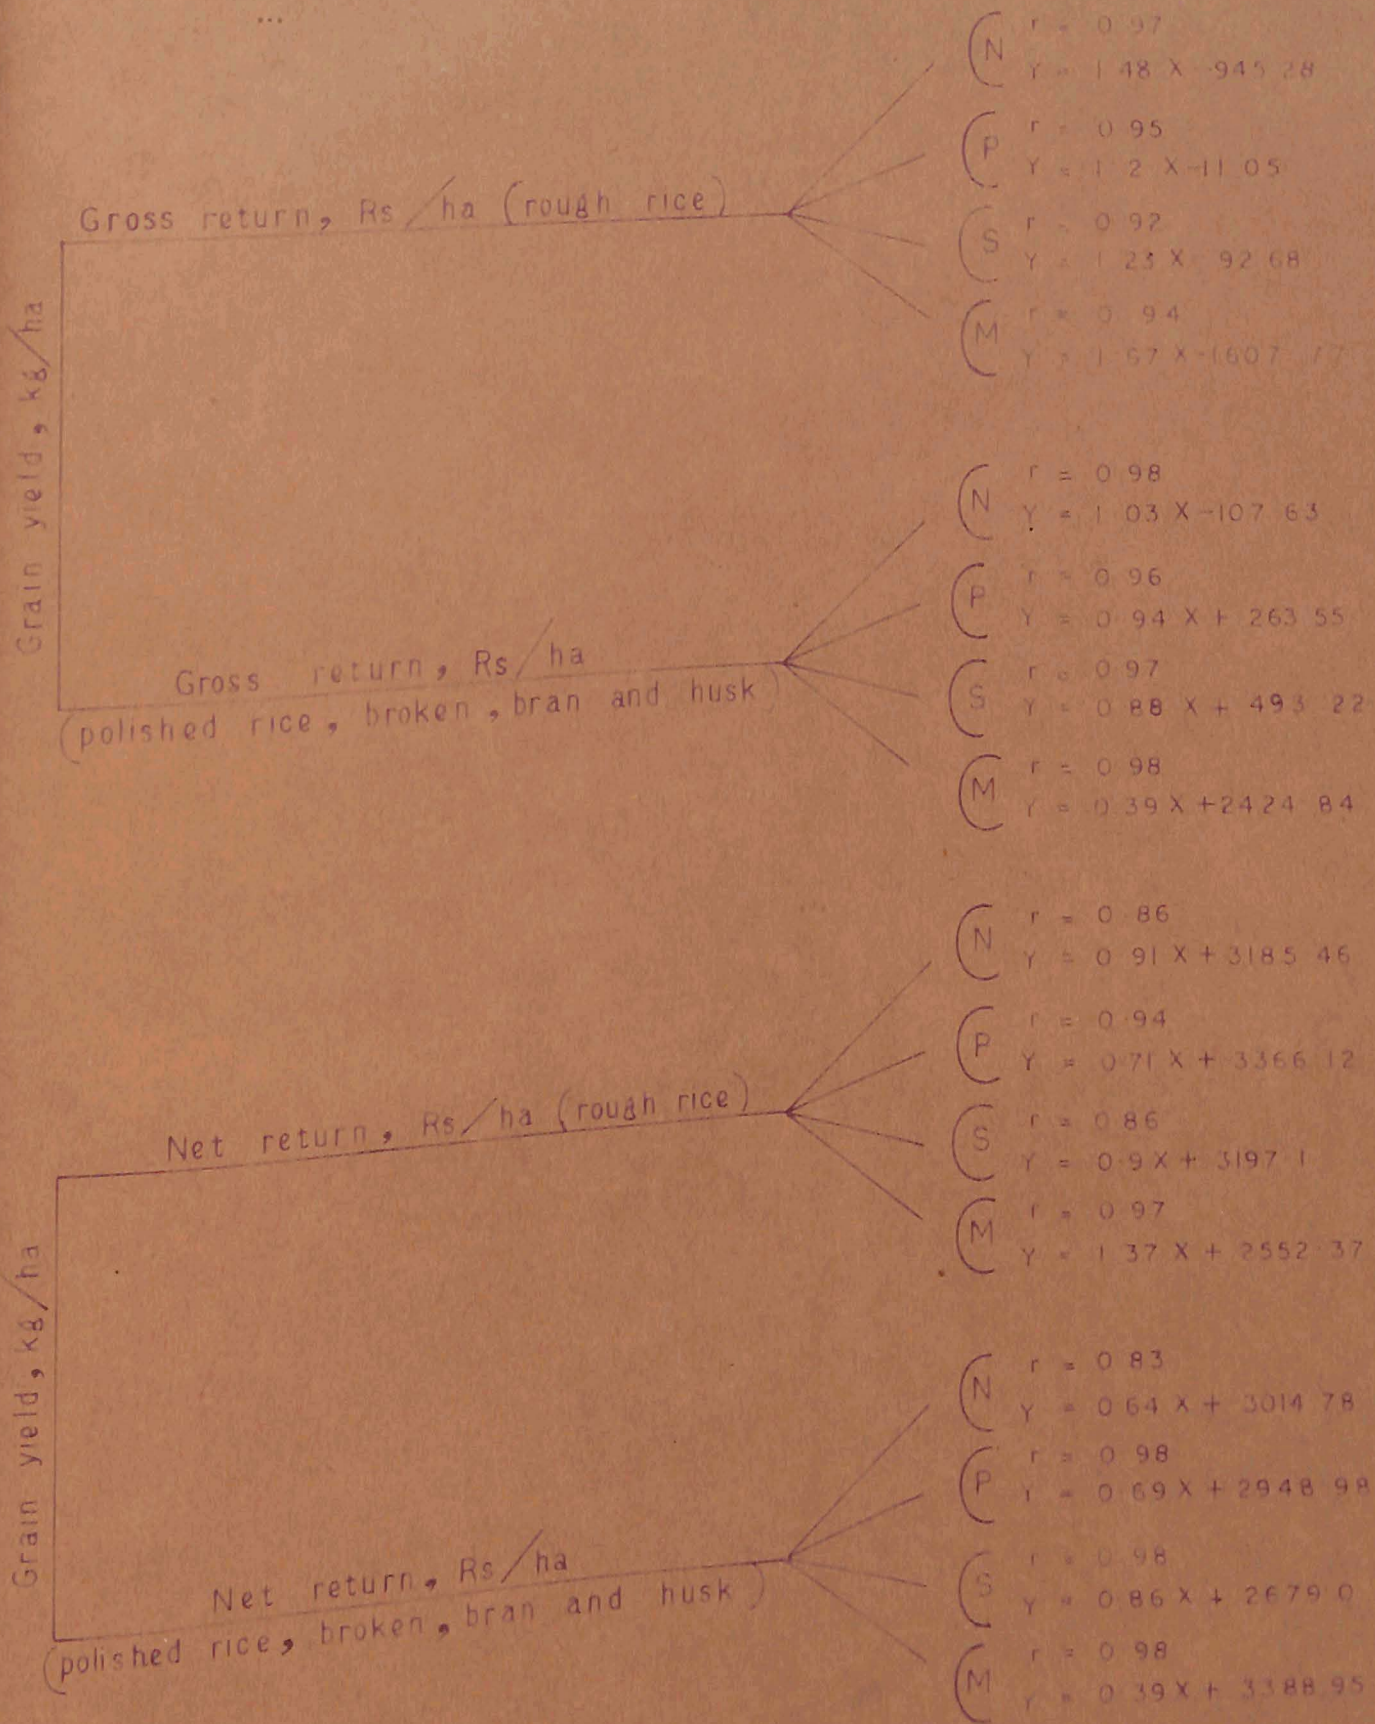 ...
N r = 0 97
Y = 1 48 X -945 28
P r = 0 95
Y = 1 2 X-11 05
Gross return, Rs/ha (rough rice)
S r = 0 92
Y = 1 23 X 92 68
M r = 0 94
Y = 1 67 X-1607 77
Grain yield, kg/ha
N r = 0 98
Y = 1 03 X-107 63
P r = 0 96
Y = 0 94 X + 263 55
Gross return, Rs/ha
(polished rice, broken, bran and husk)
S r = 0 97
Y = 0 88 X + 493 22
M r = 0 98
Y = 0 39 X +2424 84
N r = 0 86
Y = 0 91 X + 3185 46
P r = 0 94
Y = 0 71 X + 3366 12
Net return, Rs/ha (rough rice)
S r = 0 86
Y = 0 9 X + 3197 1
M r = 0 97
Y = 1 37 X + 2552 37
Grain yield, kg/ha
N r = 0 83
Y = 0 64 X + 3014 78
P r = 0 98
Y = 0 69 X + 2948 98
Net return, Rs/ha
(polished rice, broken, bran and husk)
S r = 0 98
Y = 0 86 X + 2679 0
M r = 0 98
Y = 0 39 X + 3388 95